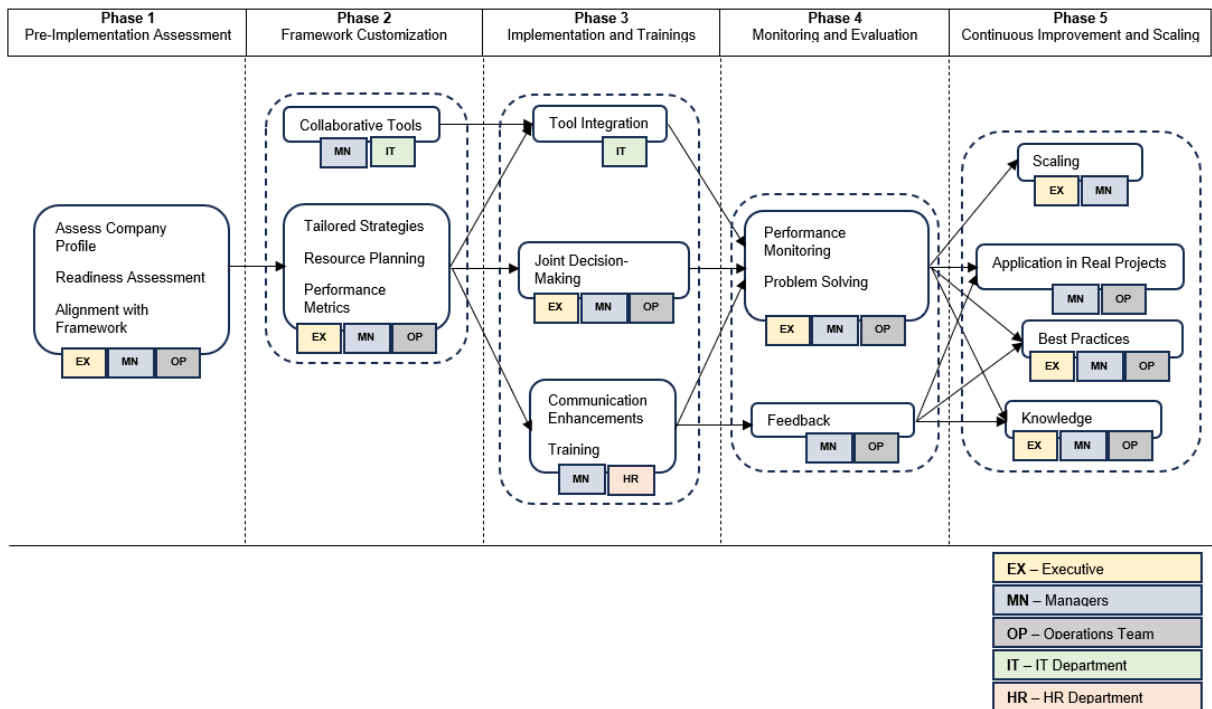 Phase 1
Pre-Implementation Assessment
Phase 2
Framework Customization
Phase 3
Implementation and Trainings
Phase 4
Monitoring and Evaluation
Phase 5
Continuous Improvement and Scaling
Assess Company
Profile
Readiness Assessment
Alignment with
Framework
EX
MN
OP
Collaborative Tools
MN
IT
Tailored Strategies
Resource Planning
Performance
Metrics
EX
MN
OP
Tool Integration
IT
Joint Decision-
Making
EX
MN
OP
Communication
Enhancements
Training
MN
HR
Performance
Monitoring
Problem Solving
EX
MN
OP
Feedback
MN
OP
Scaling
EX
MN
Application in Real Projects
MN
OP
Best Practices
EX
MN
OP
Knowledge
EX
MN
OP
EX – Executive
MN – Managers
OP – Operations Team
IT – IT Department
HR – HR Department